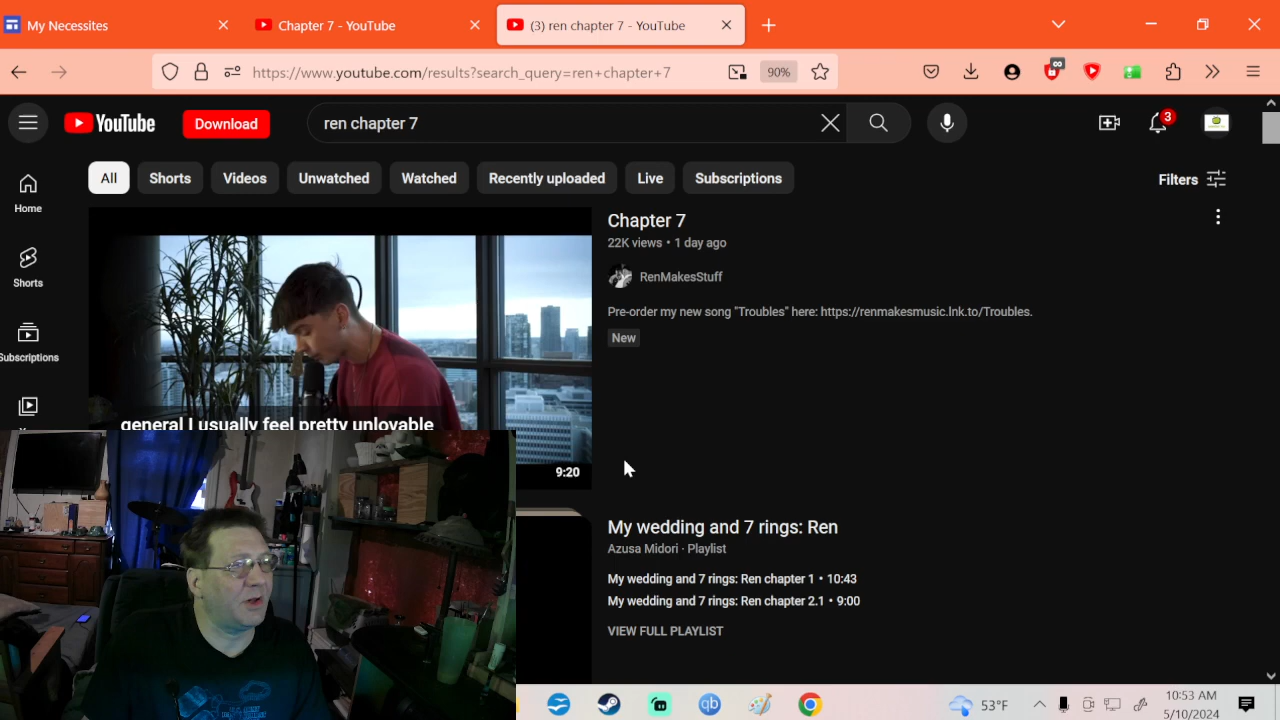 My Necessites
Chapter 7 - YouTube
(3) ren chapter 7 - YouTube
https://www.youtube.com/results?search_query=ren+chapter+7
90%
YouTube
Download
ren chapter 7
3
All
Shorts
Videos
Unwatched
Watched
Recently uploaded
Live
Subscriptions
Filters
Home
Shorts
Subscriptions
general I usually feel pretty unlovable
9:20
Chapter 7
22K views • 1 day ago
RenMakesStuff
Pre-order my new song "Troubles" here: https://renmakesmusic.lnk.to/Troubles.
New
My wedding and 7 rings: Ren
Azusa Midori · Playlist
My wedding and 7 rings: Ren chapter 1 • 10:43
My wedding and 7 rings: Ren chapter 2.1 • 9:00
VIEW FULL PLAYLIST
qb
53°F
10:53 AM
5/10/2024